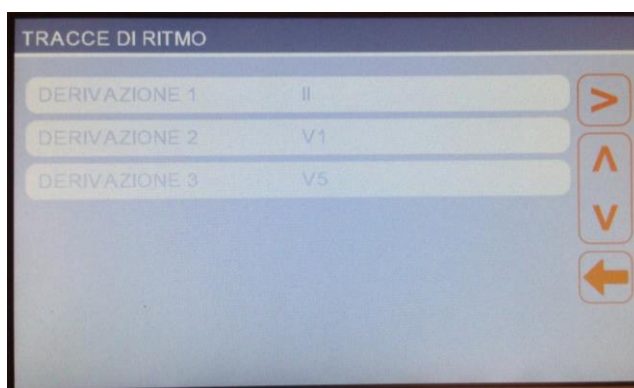 TRACCE DI RITMO
DERIVAZIONE 1 II
DERIVAZIONE 2 V1
DERIVAZIONE 3 V5